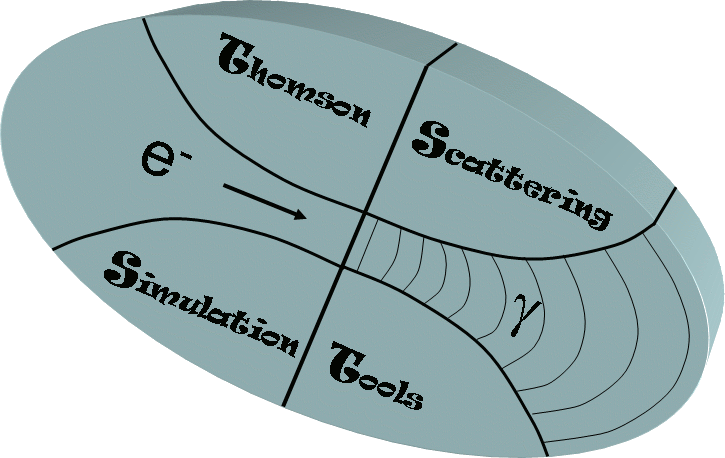 Thomson
Scattering
e⁻
γ
Simulation
Tools